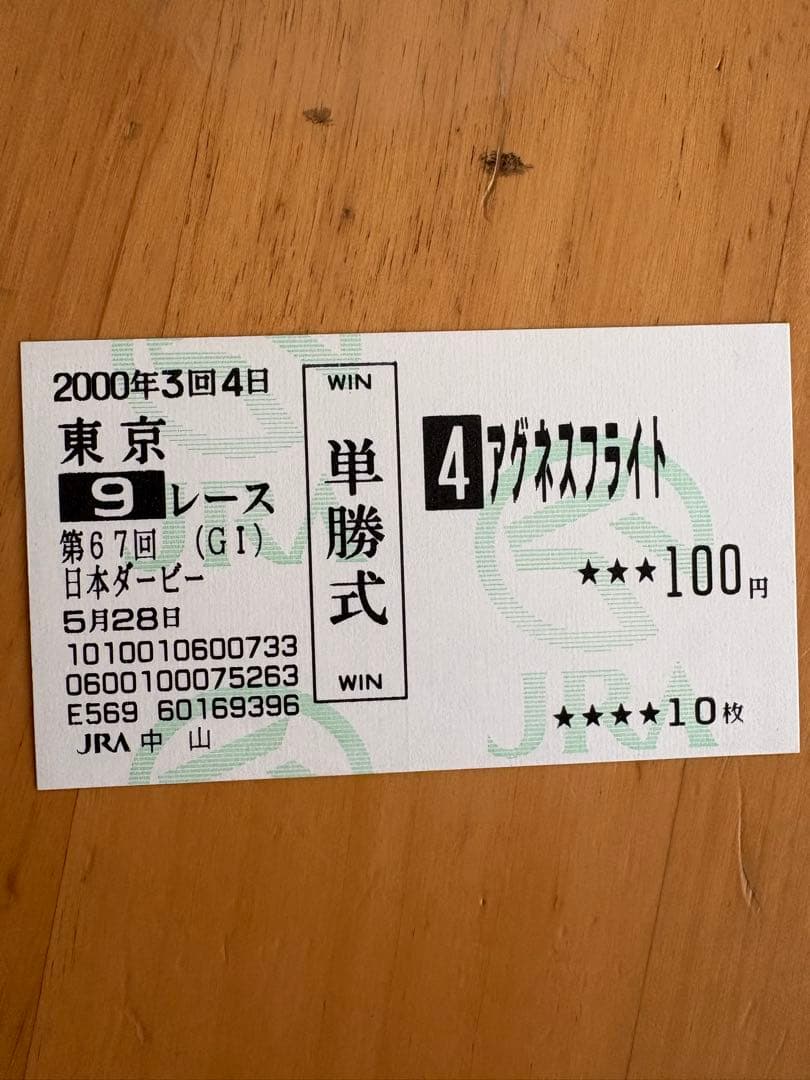 2000年3回4日
東京
9レース
第67回 (GI)
日本ダービー
5月28日
1010010600733
0600100075263
E569 60169396
JRA 中 山
WIN
単勝式
WIN
4 アグネスフライト
★★★100円
★★★★10枚
JRA
JRA